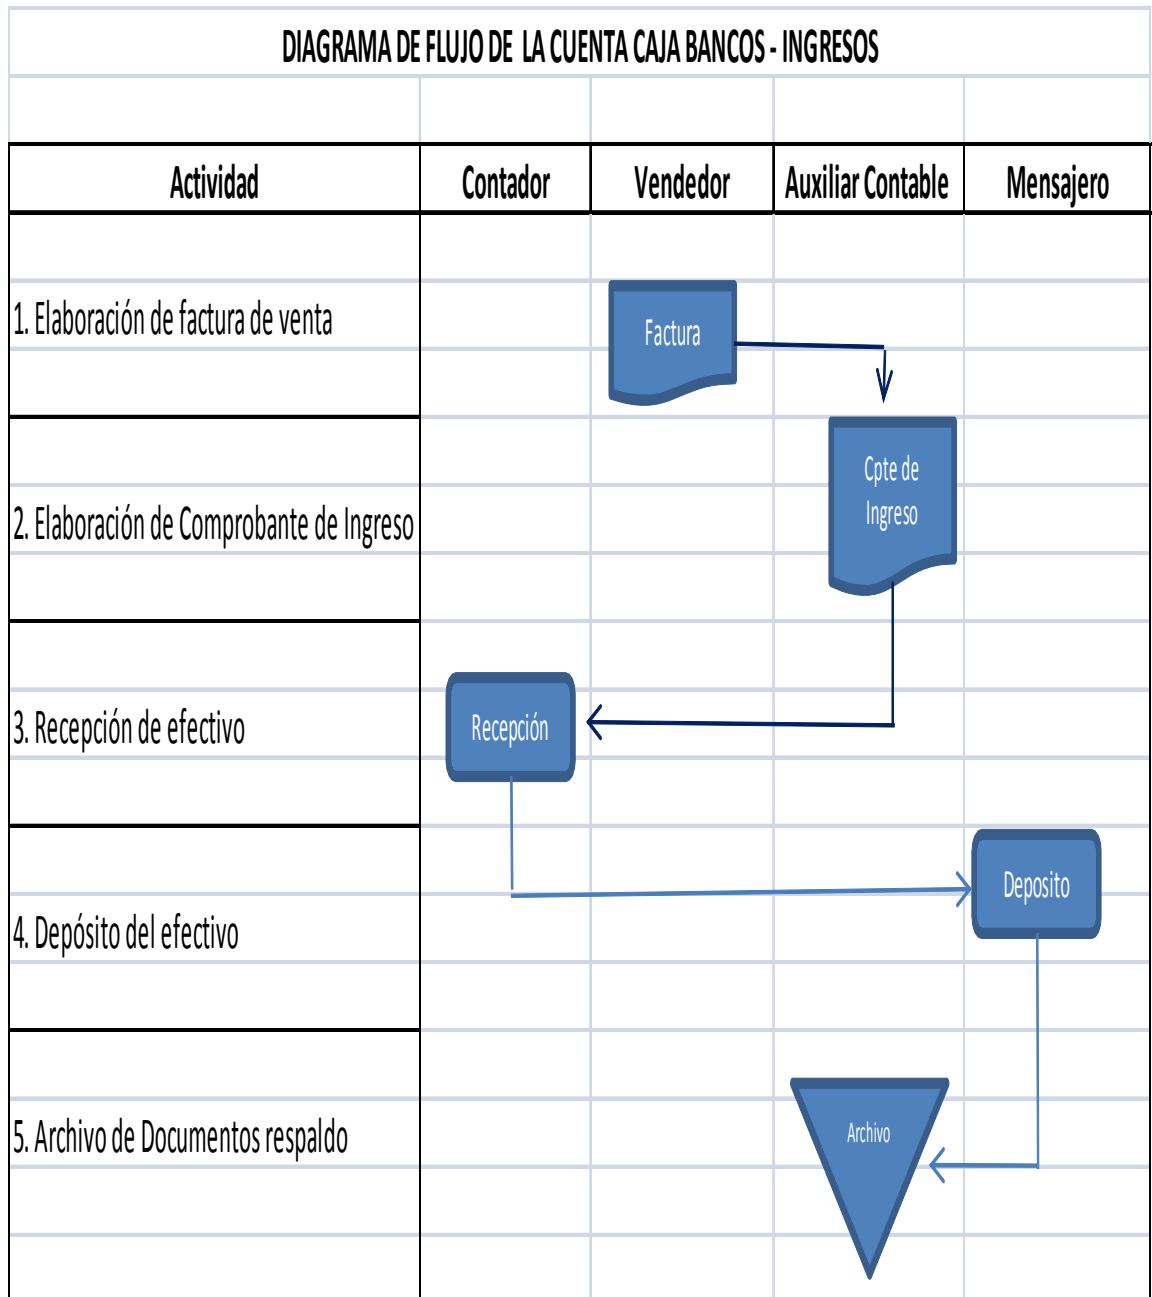 DIAGRAMA DE FLUJO DE LA CUENTA CAJA BANCOS - INGRESOS
Actividad Contador Vendedor Auxiliar Contable Mensajero
1. Elaboración de factura de venta
Factura
Cpte de
Ingreso
2. Elaboración de Comprobante de Ingreso
3. Recepción de efectivo
Recepción
Deposito
4. Depósito del efectivo
5. Archivo de Documentos respaldo
Archivo